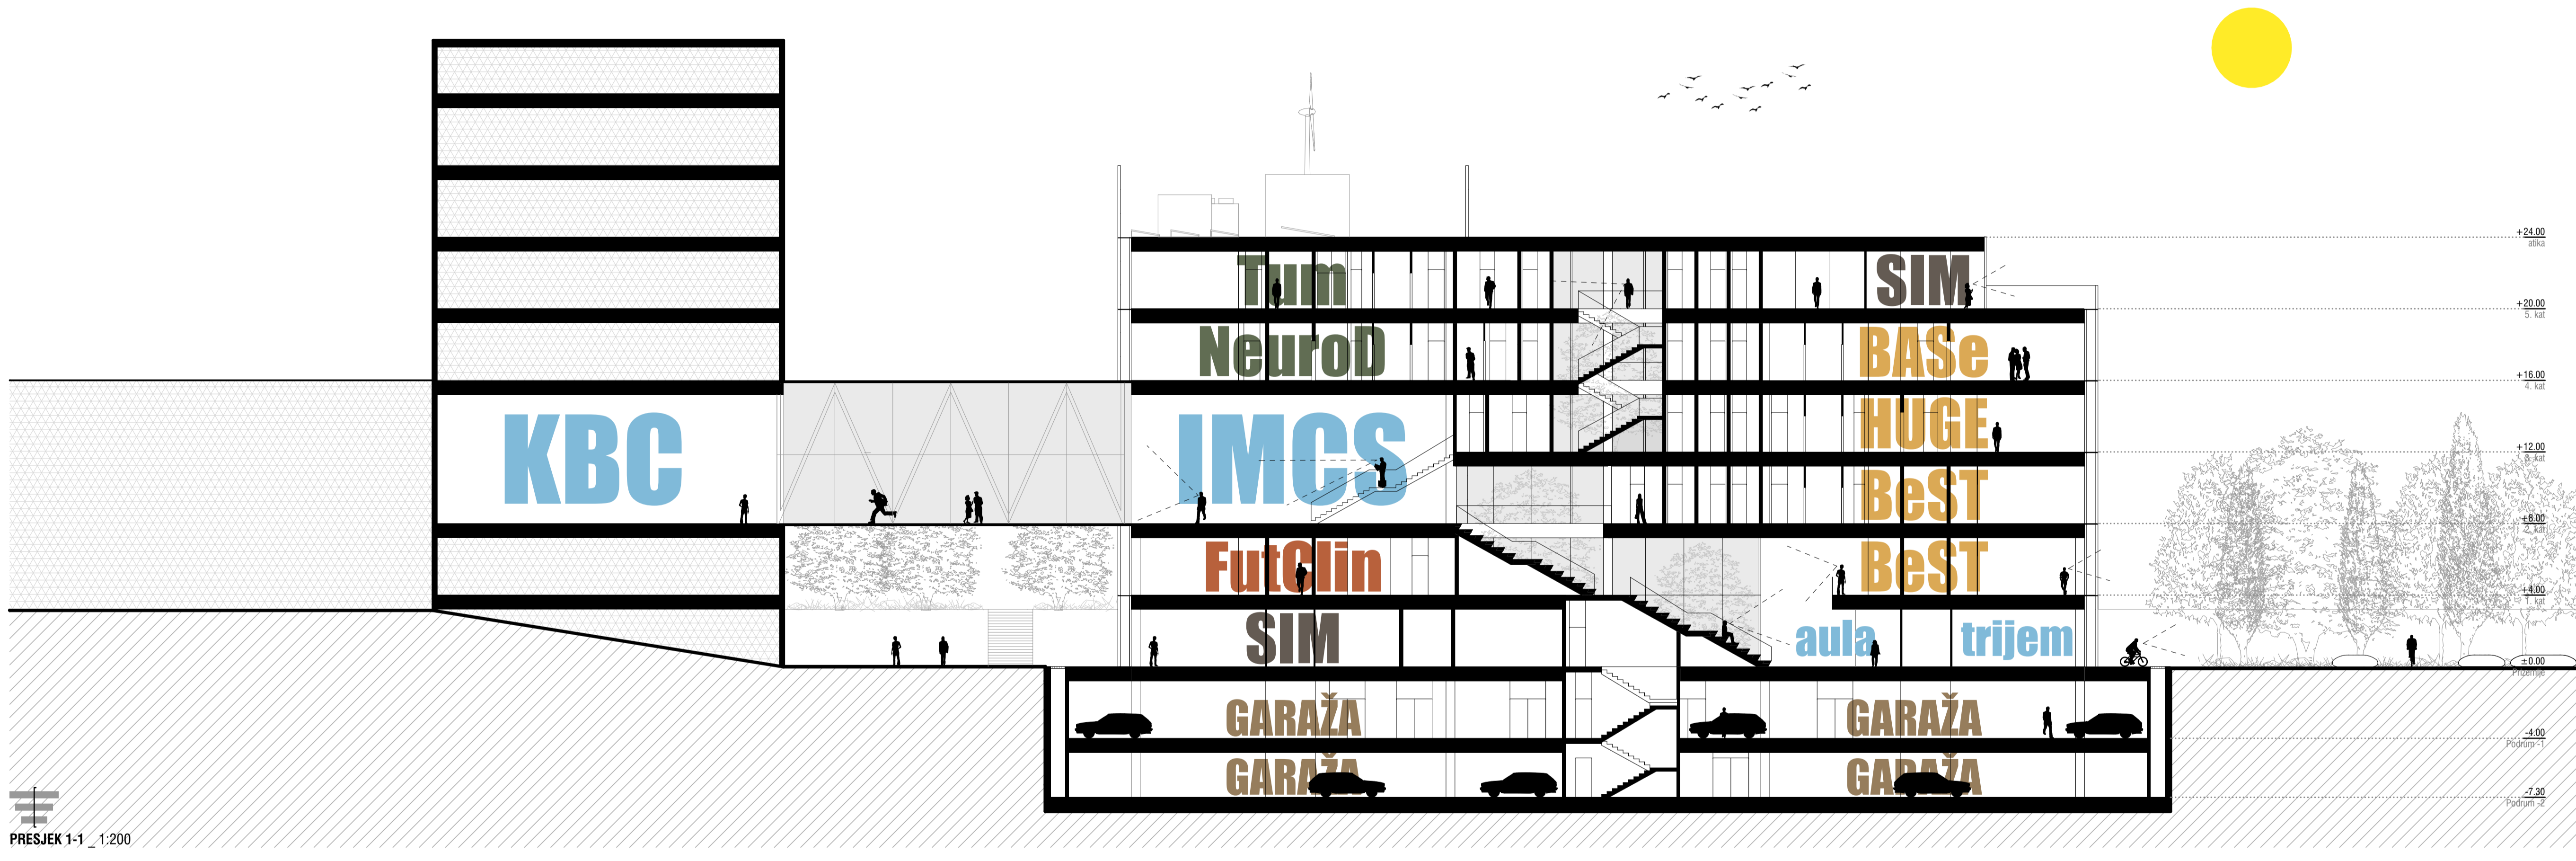 +24.00
atika
Tum
SIM
+20.00
5. kat
NeuroD
BASe
+16.00
4. kat
KBC
IMCS
HUGE
+12.00
3. kat
BeST
+8.00
2. kat
FutClin
BeST
+4.00
1. kat
SIM
aula
trijem
±0.00
Prizemlje
GARAŽA
GARAŽA
-4.00
Podrum -1
GARAŽA
GARAŽA
-7.30
Podrum -2
PRESJEK 1-1 _ 1:200